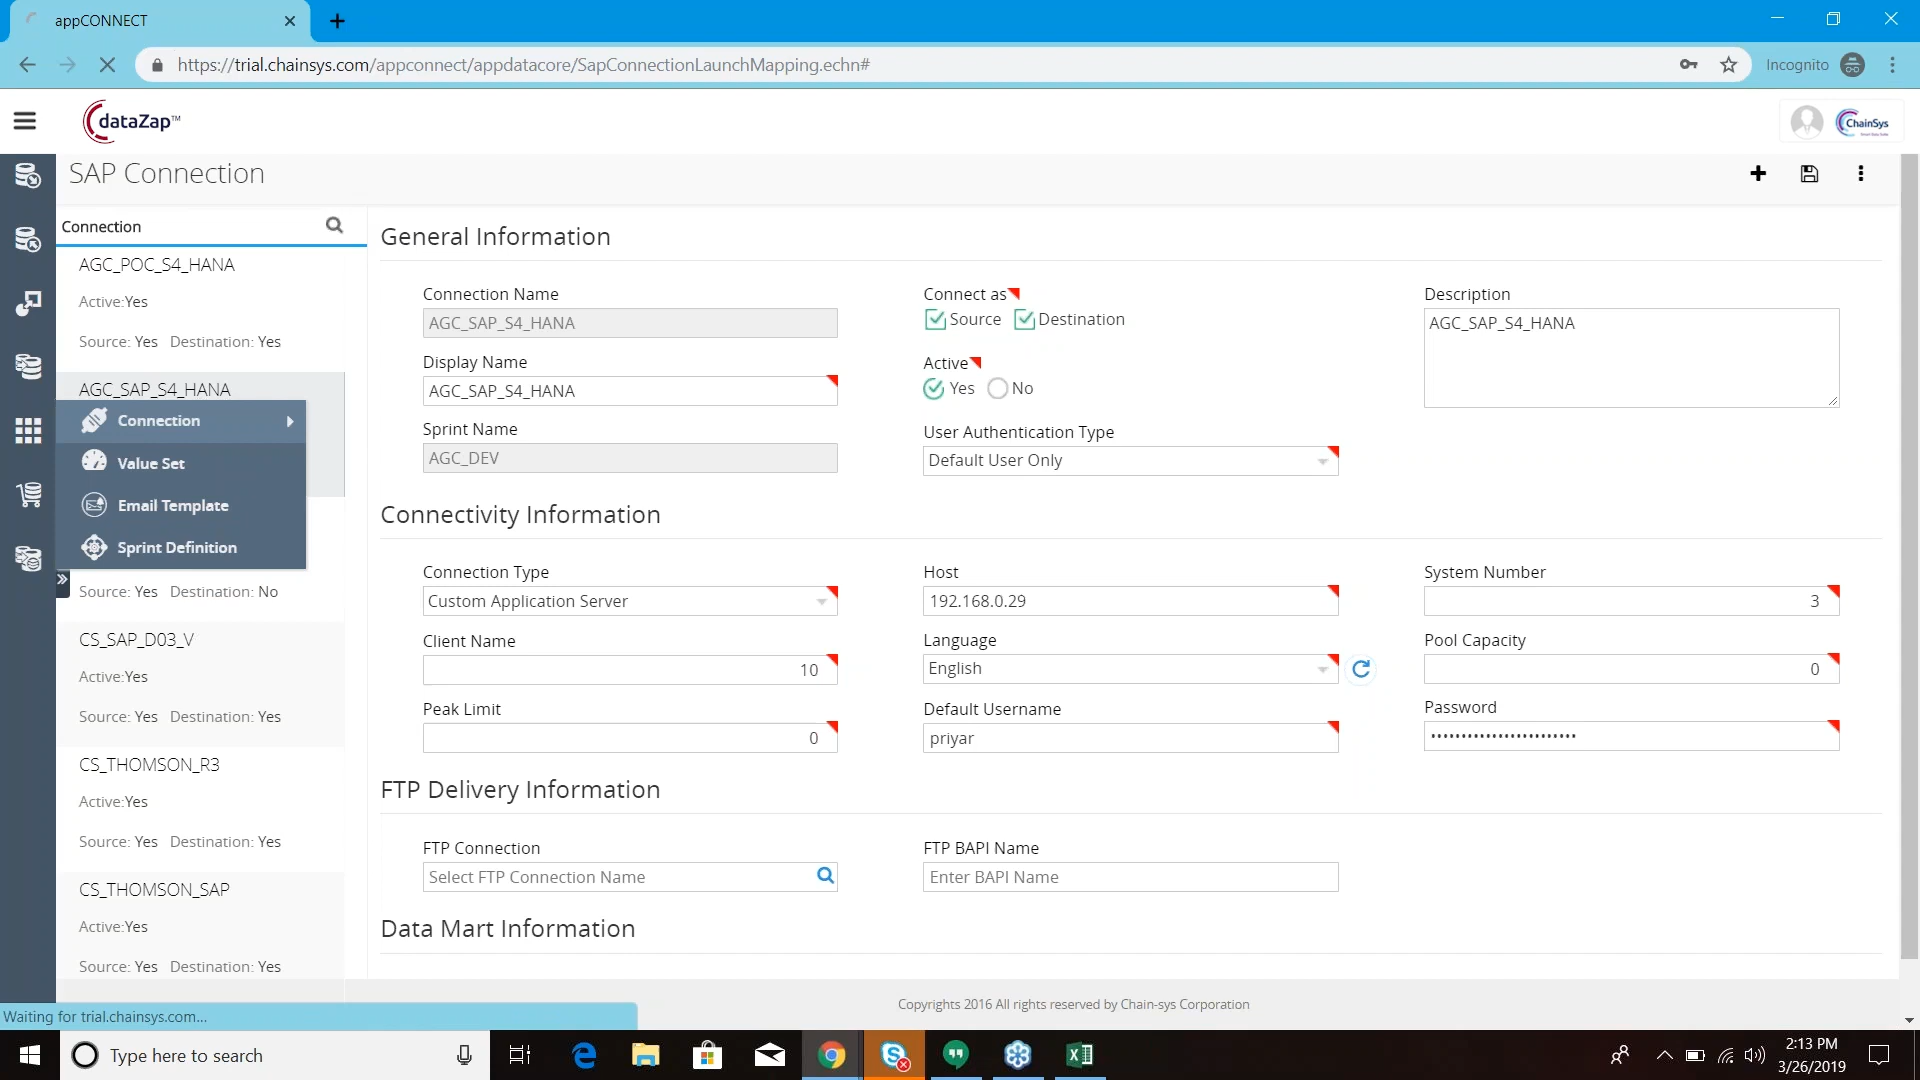 appCONNECT
https://trial.chainsys.com/appconnect/appdatacore/SapConnectionLaunchMapping.echn#
Incognito
dataZap™
ChainSys
SAP Connection
Connection
AGC_POC_S4_HANA
Active:Yes
Source: Yes Destination: Yes
AGC_SAP_S4_HANA
Connection
Value Set
Email Template
Sprint Definition
Source: Yes Destination: No
CS_SAP_D03_V
Active:Yes
Source: Yes Destination: Yes
CS_THOMSON_R3
Active:Yes
Source: Yes Destination: Yes
CS_THOMSON_SAP
Active:Yes
Source: Yes Destination: Yes
General Information
Connection Name
AGC_SAP_S4_HANA
Display Name
AGC_SAP_S4_HANA
Sprint Name
AGC_DEV
Connect as
Source Destination
Active
Yes No
User Authentication Type
Default User Only
Description
AGC_SAP_S4_HANA
Connectivity Information
Connection Type
Custom Application Server
Host
192.168.0.29
System Number
3
Client Name
10
Language
English
Pool Capacity
0
Peak Limit
0
Default Username
priyar
Password
FTP Delivery Information
FTP Connection
Select FTP Connection Name
FTP BAPI Name
Enter BAPI Name
Data Mart Information
Copyrights 2016 All rights reserved by Chain-sys Corporation
Waiting for trial.chainsys.com...
Type here to search
2:13 PM
3/26/2019